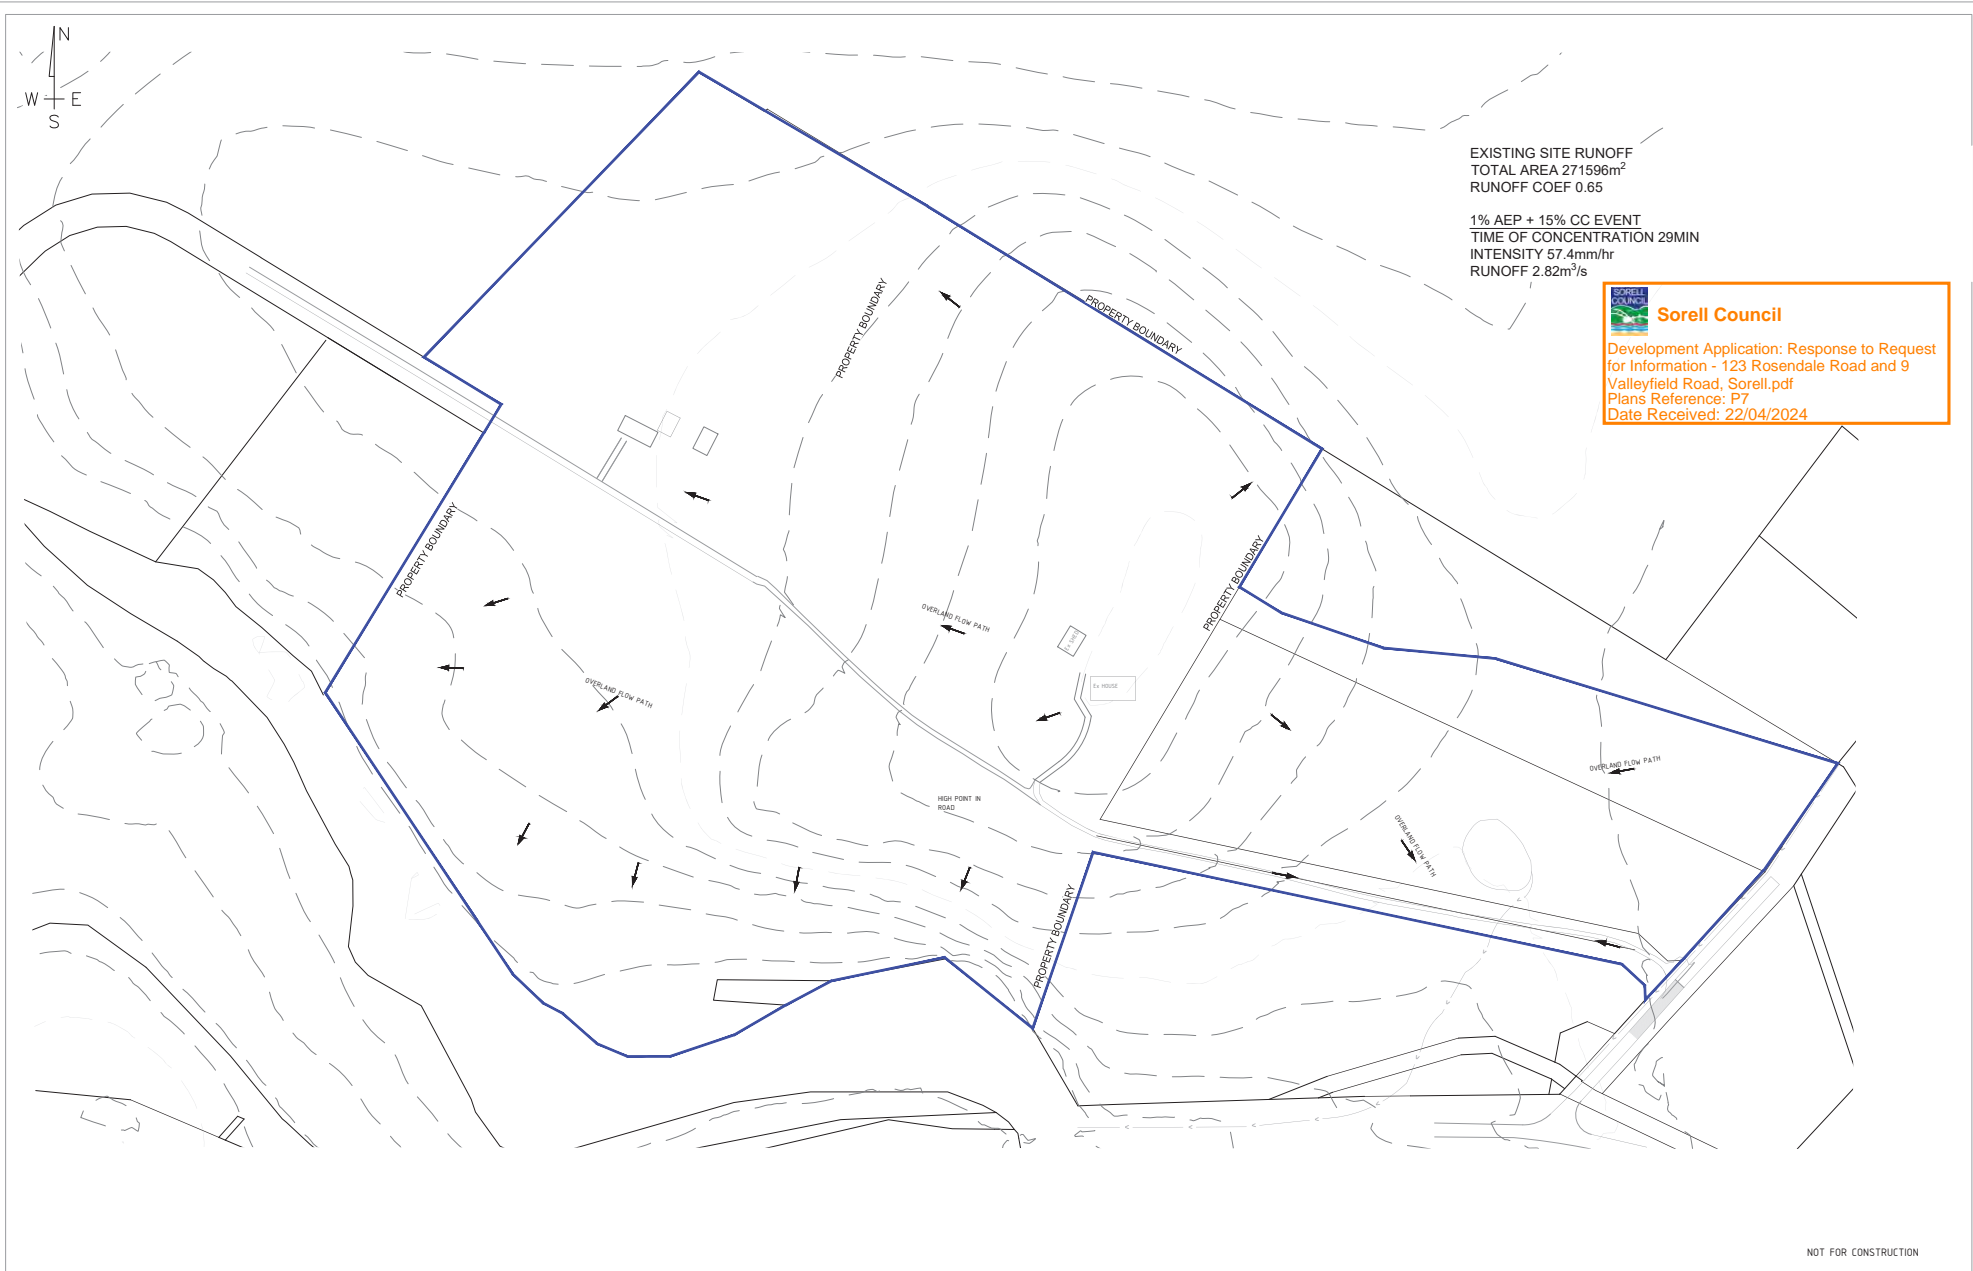 N
W E
S
EXISTING SITE RUNOFF
TOTAL AREA 271596m²
RUNOFF COEF 0.65
1% AEP + 15% CC EVENT
TIME OF CONCENTRATION 29MIN
INTENSITY 57.4mm/hr
RUNOFF 2.82m³/s
SORELL
COUNCIL
Sorell Council
Development Application: Response to Request
for Information - 123 Rosendale Road and 9
Valleyfield Road, Sorell.pdf
Plans Reference: P7
Date Received: 22/04/2024
PROPERTY BOUNDARY
PROPERTY BOUNDARY
PROPERTY BOUNDARY
PROPERTY BOUNDARY
OVERLAND FLOW PATH
Ex SHED
Ex HOUSE
OVERLAND FLOW PATH
OVERLAND FLOW PATH
HIGH POINT IN
ROAD
OVERLAND FLOW PATH
PROPERTY BOUNDARY
NOT FOR CONSTRUCTION